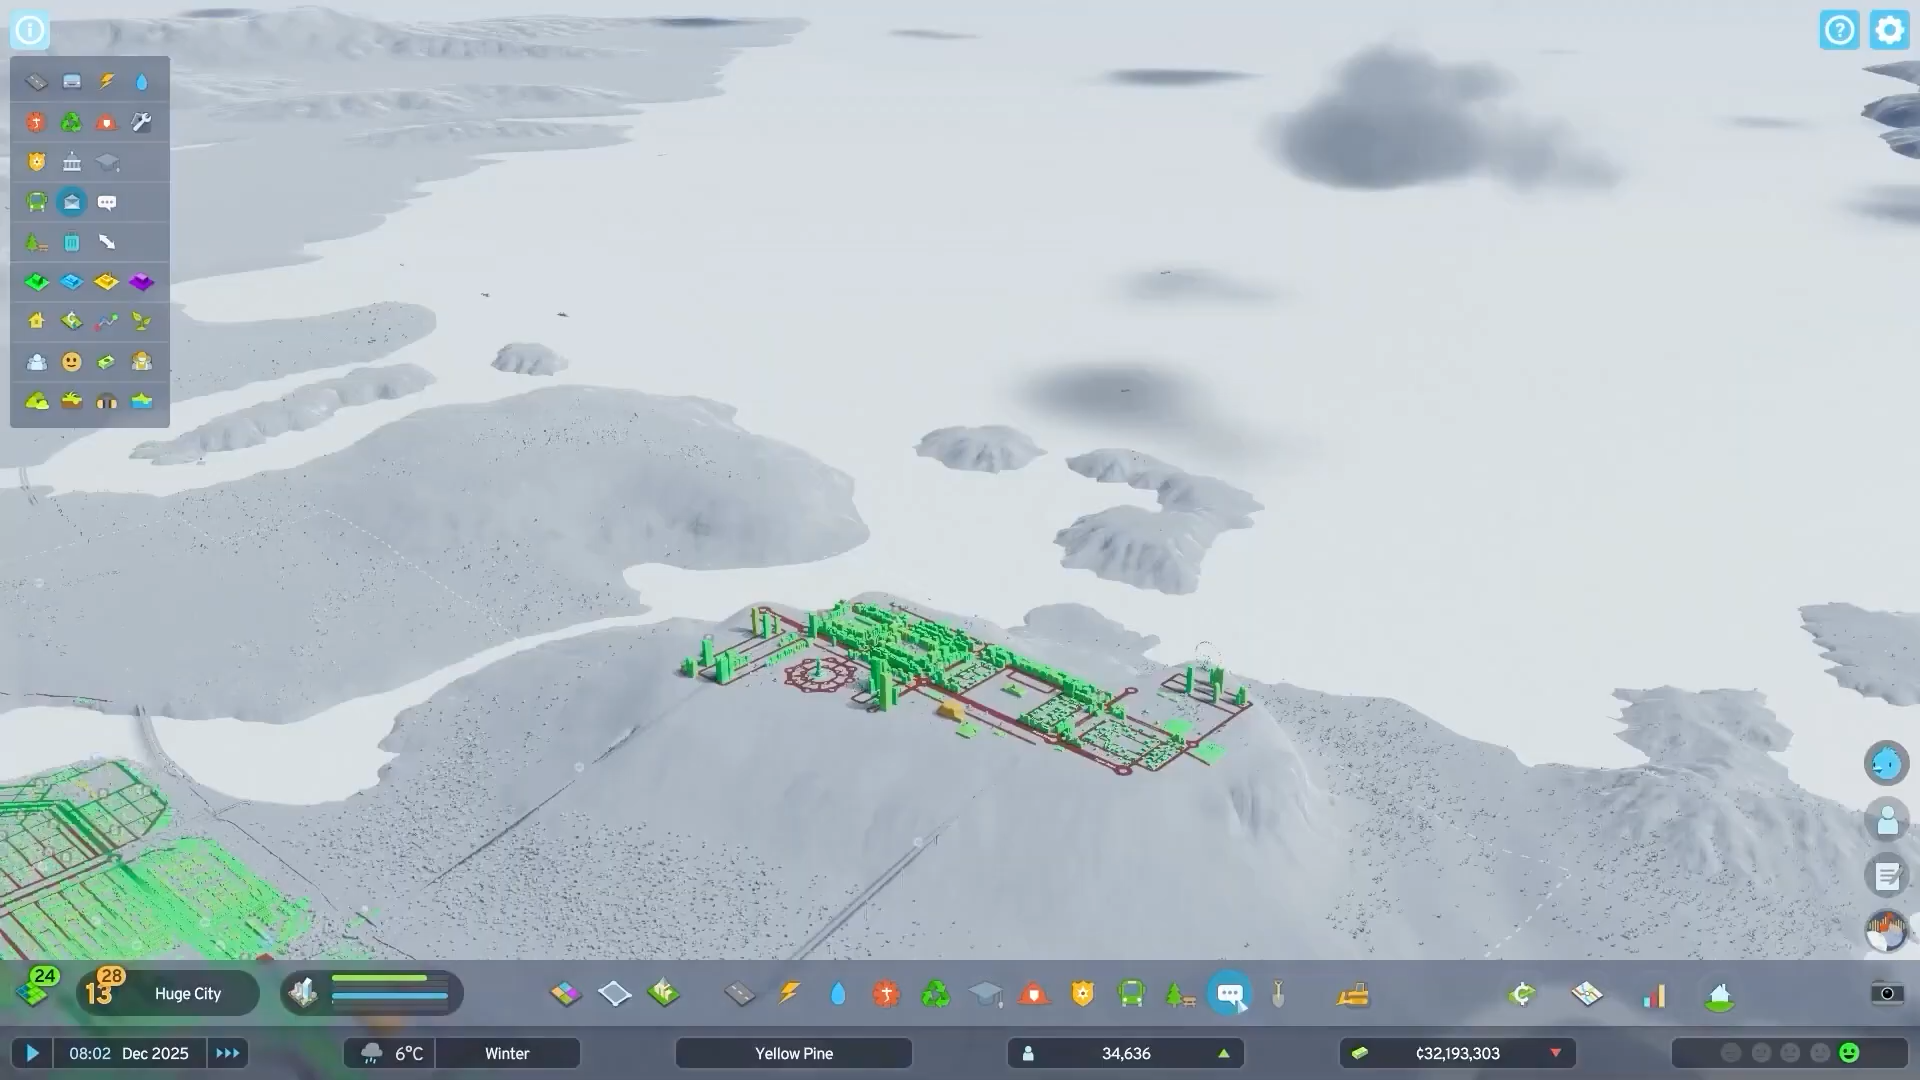 24
28
13
Huge City
08:02 Dec 2025
6°C
Winter
Yellow Pine
34,636
¢32,193,303